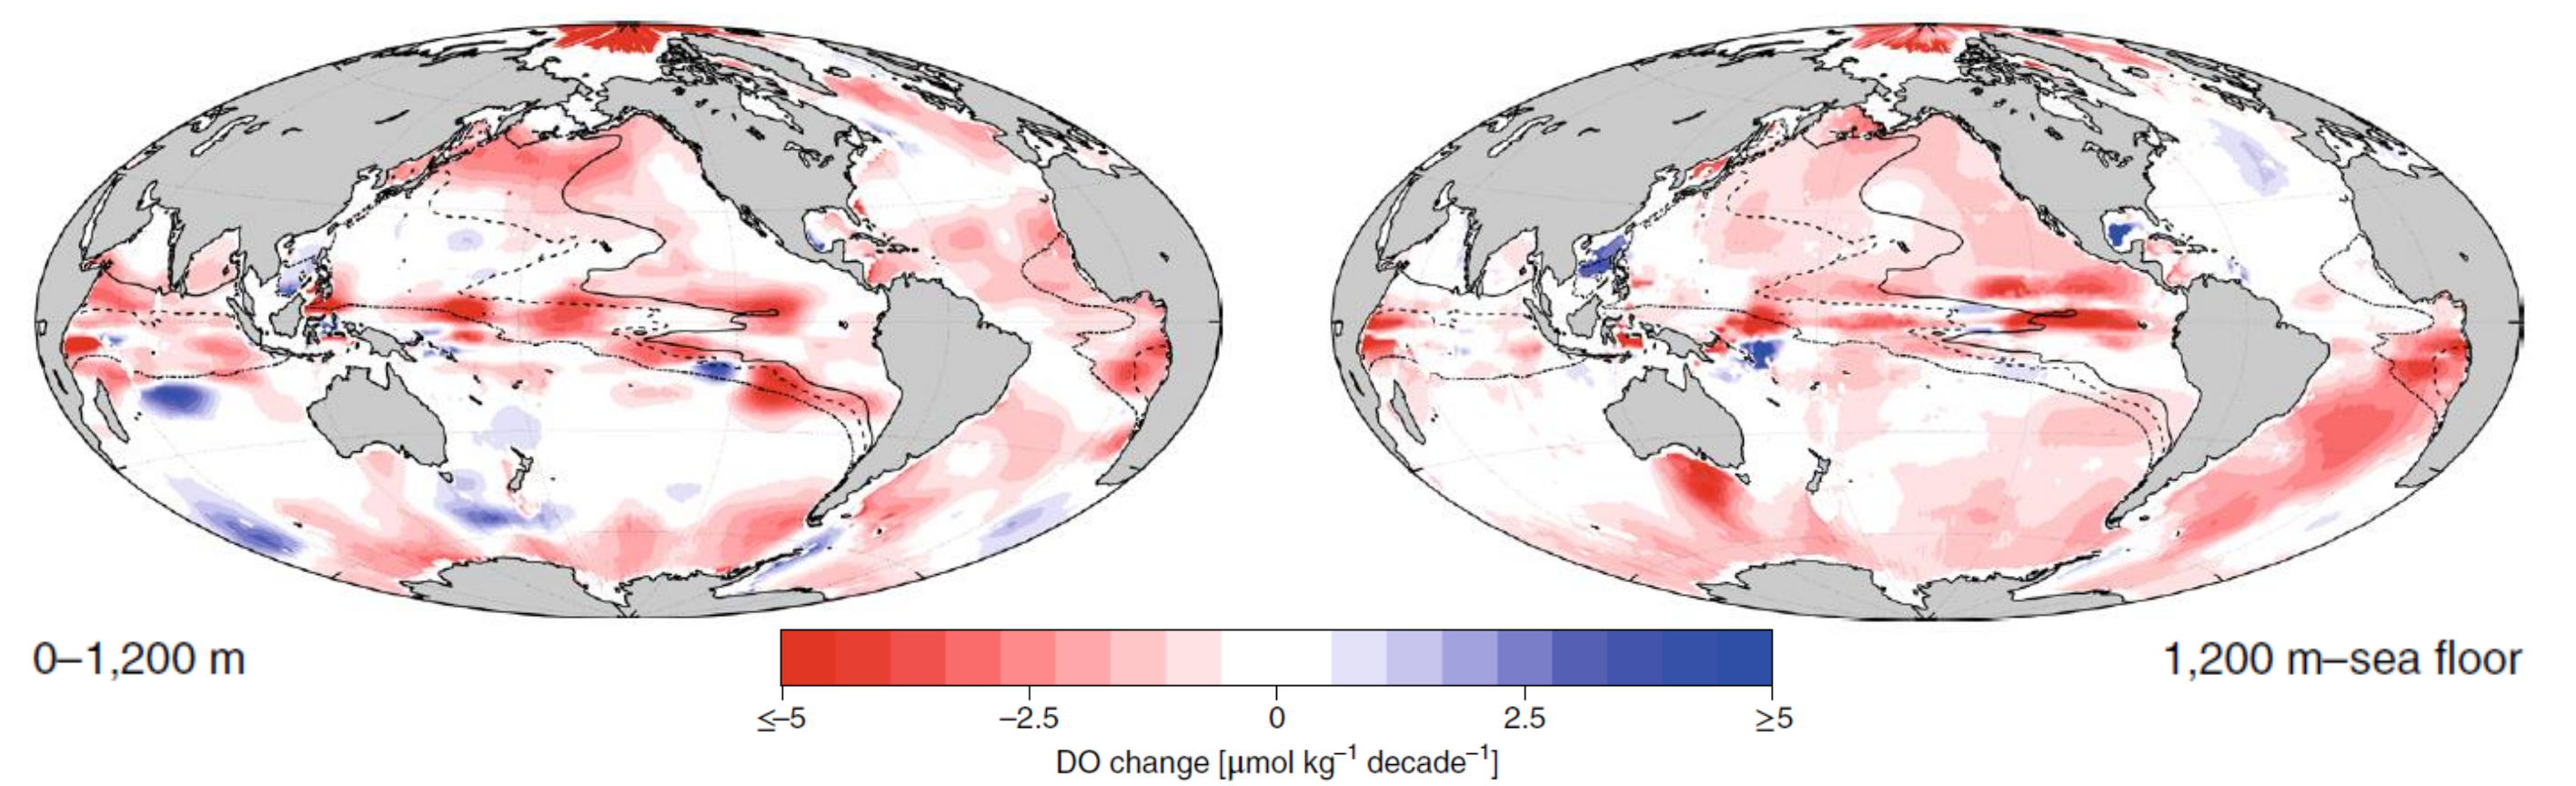 0–1,200 m
1,200 m–sea floor
≤–5
–2.5
0
2.5
≥5
DO change [µmol kg⁻¹ decade⁻¹]